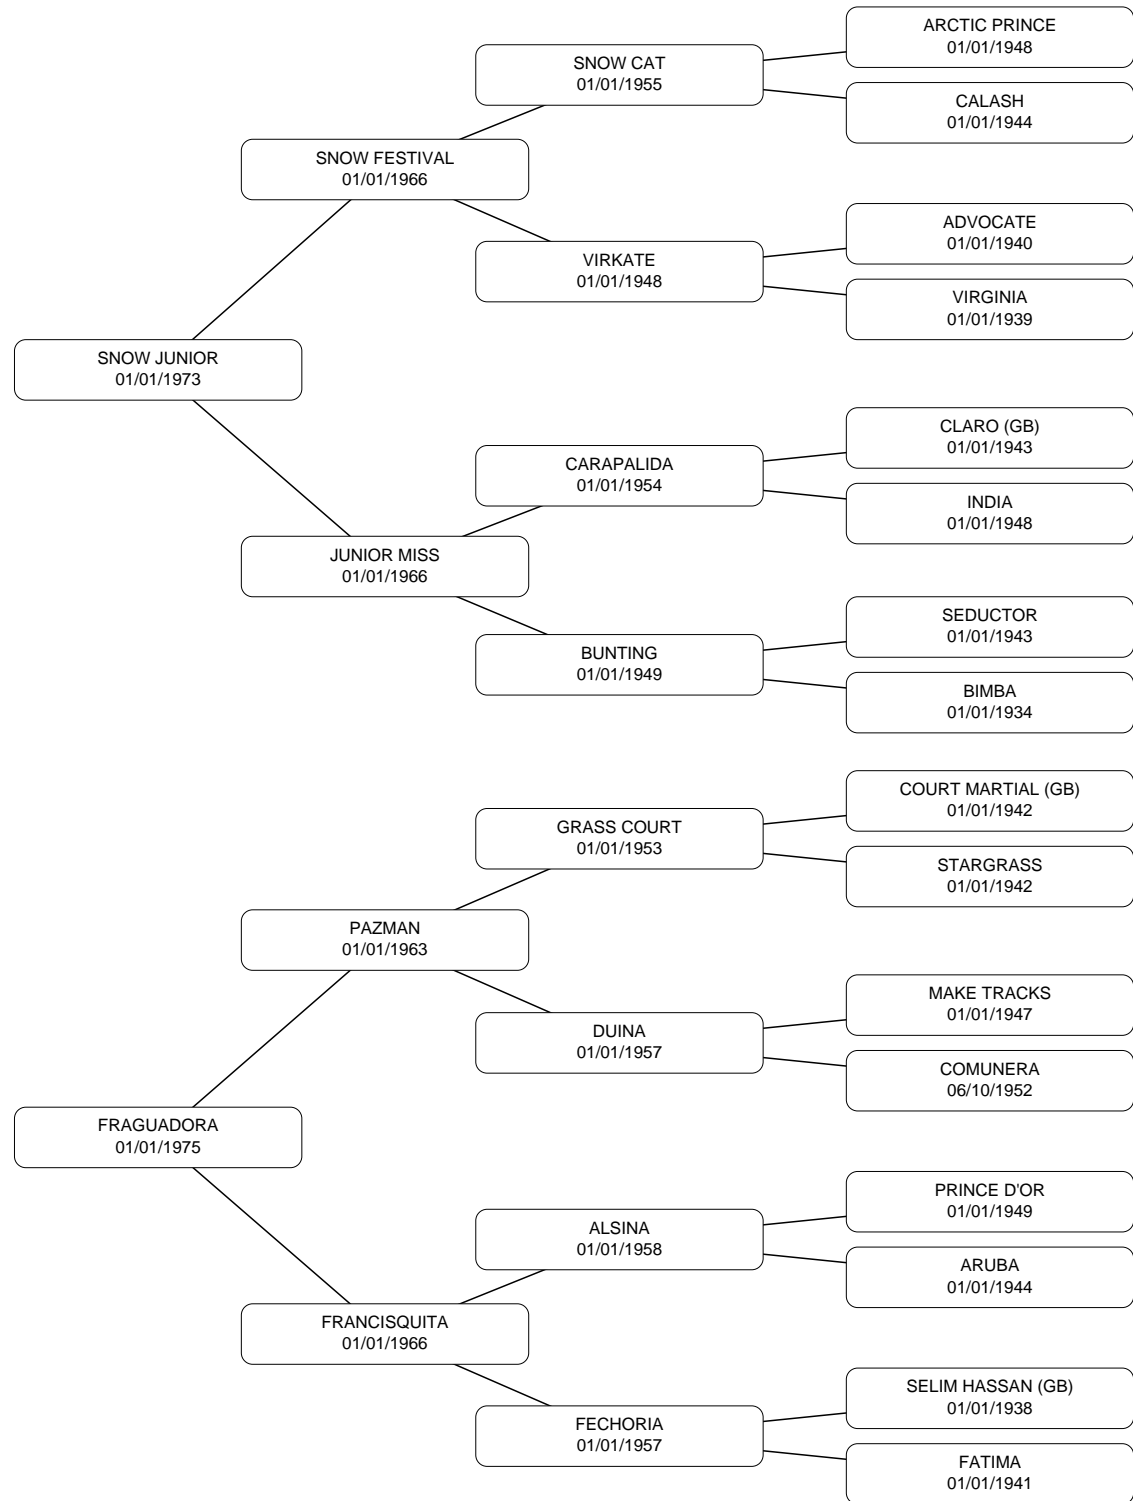 ARCTIC PRINCE
01/01/1948
SNOW CAT
01/01/1955
CALASH
01/01/1944
SNOW FESTIVAL
01/01/1966
ADVOCATE
01/01/1940
VIRKATE
01/01/1948
VIRGINIA
01/01/1939
SNOW JUNIOR
01/01/1973
CLARO (GB)
01/01/1943
CARAPALIDA
01/01/1954
INDIA
01/01/1948
JUNIOR MISS
01/01/1966
SEDUCTOR
01/01/1943
BUNTING
01/01/1949
BIMBA
01/01/1934
COURT MARTIAL (GB)
01/01/1942
GRASS COURT
01/01/1953
STARGRASS
01/01/1942
PAZMAN
01/01/1963
MAKE TRACKS
01/01/1947
DUINA
01/01/1957
COMUNERA
06/10/1952
FRAGUADORA
01/01/1975
PRINCE D'OR
01/01/1949
ALSINA
01/01/1958
ARUBA
01/01/1944
FRANCISQUITA
01/01/1966
SELIM HASSAN (GB)
01/01/1938
FECHORIA
01/01/1957
FATIMA
01/01/1941